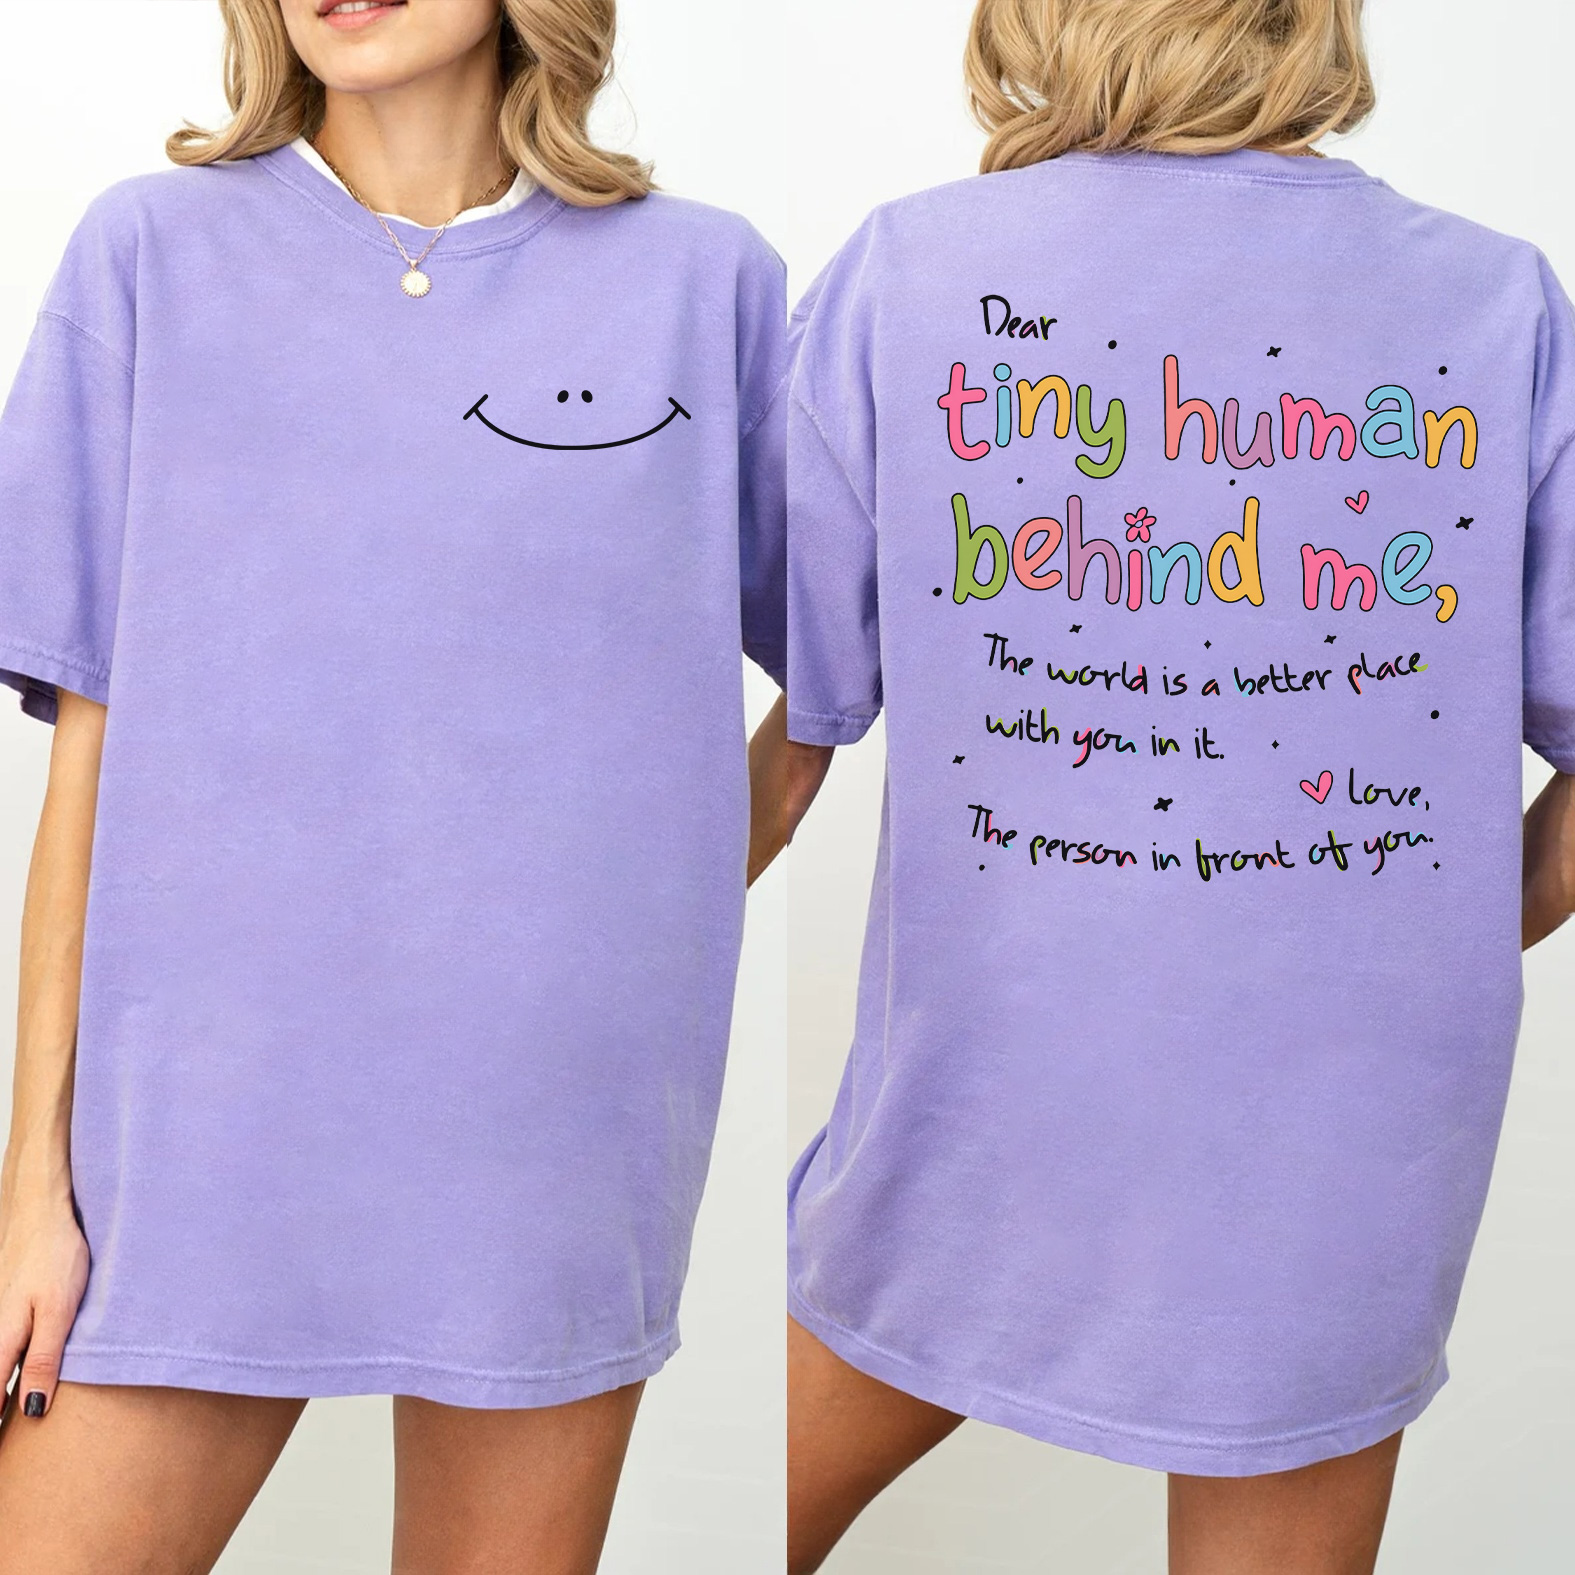 Dear
tiny human
behind me,
The world is a better place
with you in it.
love,
The person in front of you.